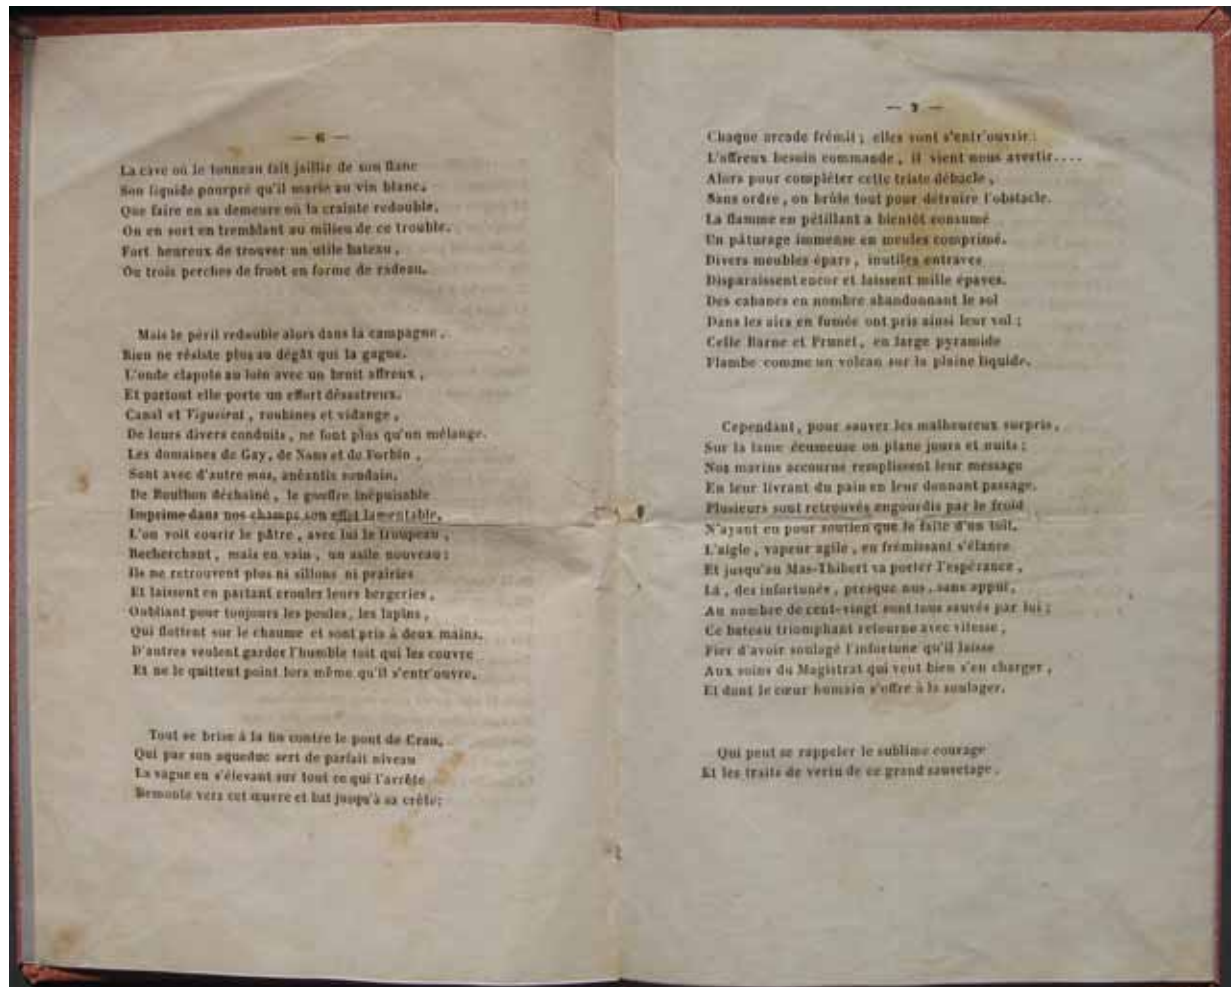 — 6 —
La cave où le tonneau fait jaillir de son flanc
Son liquide pourpré qu'il marie au vin blanc.
Que faire en sa demeure où la crainte redouble,
On en sort en tremblant au milieu de ce trouble.
Fort heureux de trouver un utile bateau,
Ou trois perches de front en forme de radeau.
Mais le péril redouble alors dans la campagne,
Rien ne résiste plus au dégât qui la gagne.
L'onde clapote au loin avec un bruit affreux,
Et partout elle porte un effort désastreux.
Canal et Vigueirat, roubines et vidange,
De leurs divers conduits, ne font plus qu'un mélange.
Les domaines de Gay, de Nans et de Forbin,
Sont avec d'autre mas, anéantis soudain.
De Boulbon déchaîné, le gouffre inépuisable
Imprime dans nos champs son effet lamentable.
L'on voit courir le pâtre, avec lui le troupeau,
Recherchant, mais en vain, un asile nouveau;
Ils ne retrouvent plus ni sillons ni prairies
Et laissent en partant crouler leurs bergeries,
Oubliant pour toujours les poules, les lapins,
Qui flottent sur le chaume et sont pris à deux mains.
D'autres veulent garder l'humble toit qui les couvre
Et ne le quittent point lors même qu'il s'entr'ouvre.
Tout se brise à la fin contre le pont de Crau,
Qui par son aqueduc sert de parfait niveau
La vague en s'élevant sur tout ce qui l'arrête
Remonte vers cet œuvre et bat jusqu'à sa crête;
— 7 —
Chaque arcade frémit; elles vont s'entr'ouvrir:
L'affreux besoin commande, il vient nous avertir....
Alors pour compléter cette triste débacle,
Sans ordre, on brûle tout pour détruire l'obstacle.
La flamme en pétillant a bientôt consumé
Un pâturage immense en meules comprimé.
Divers meubles épars, inutiles entraves
Disparaissent encor et laissent mille épaves.
Des cabanes en nombre abandonnant le sol
Dans les airs en fumée ont pris ainsi leur vol;
Celle Barne et Prunet, en large pyramide
Flambe comme un volcan sur la plaine liquide.
Cependant, pour sauver les malheureux surpris,
Sur la lame écumeuse on plane jours et nuits;
Nos marins accourus remplissent leur message
En leur livrant du pain en leur donnant passage.
Plusieurs sont retrouvés engourdis par le froid
N'ayant eu pour soutien que le faîte d'un toit.
L'aigle, vapeur agile, en frémissant s'élance
Et jusqu'au Mas-Thibert va porter l'espérance,
Là, des infortunés, presque nus, sans appui,
Au nombre de cent-vingt sont tous sauvés par lui;
Ce bateau triomphant retourne avec vitesse,
Fier d'avoir soulagé l'infortune qu'il laisse
Aux soins du Magistrat qui veut bien s'en charger,
Et dont le cœur humain s'offre à la soulager.
Qui peut se rappeler le sublime courage
Et les traits de vertu de ce grand sauvetage,